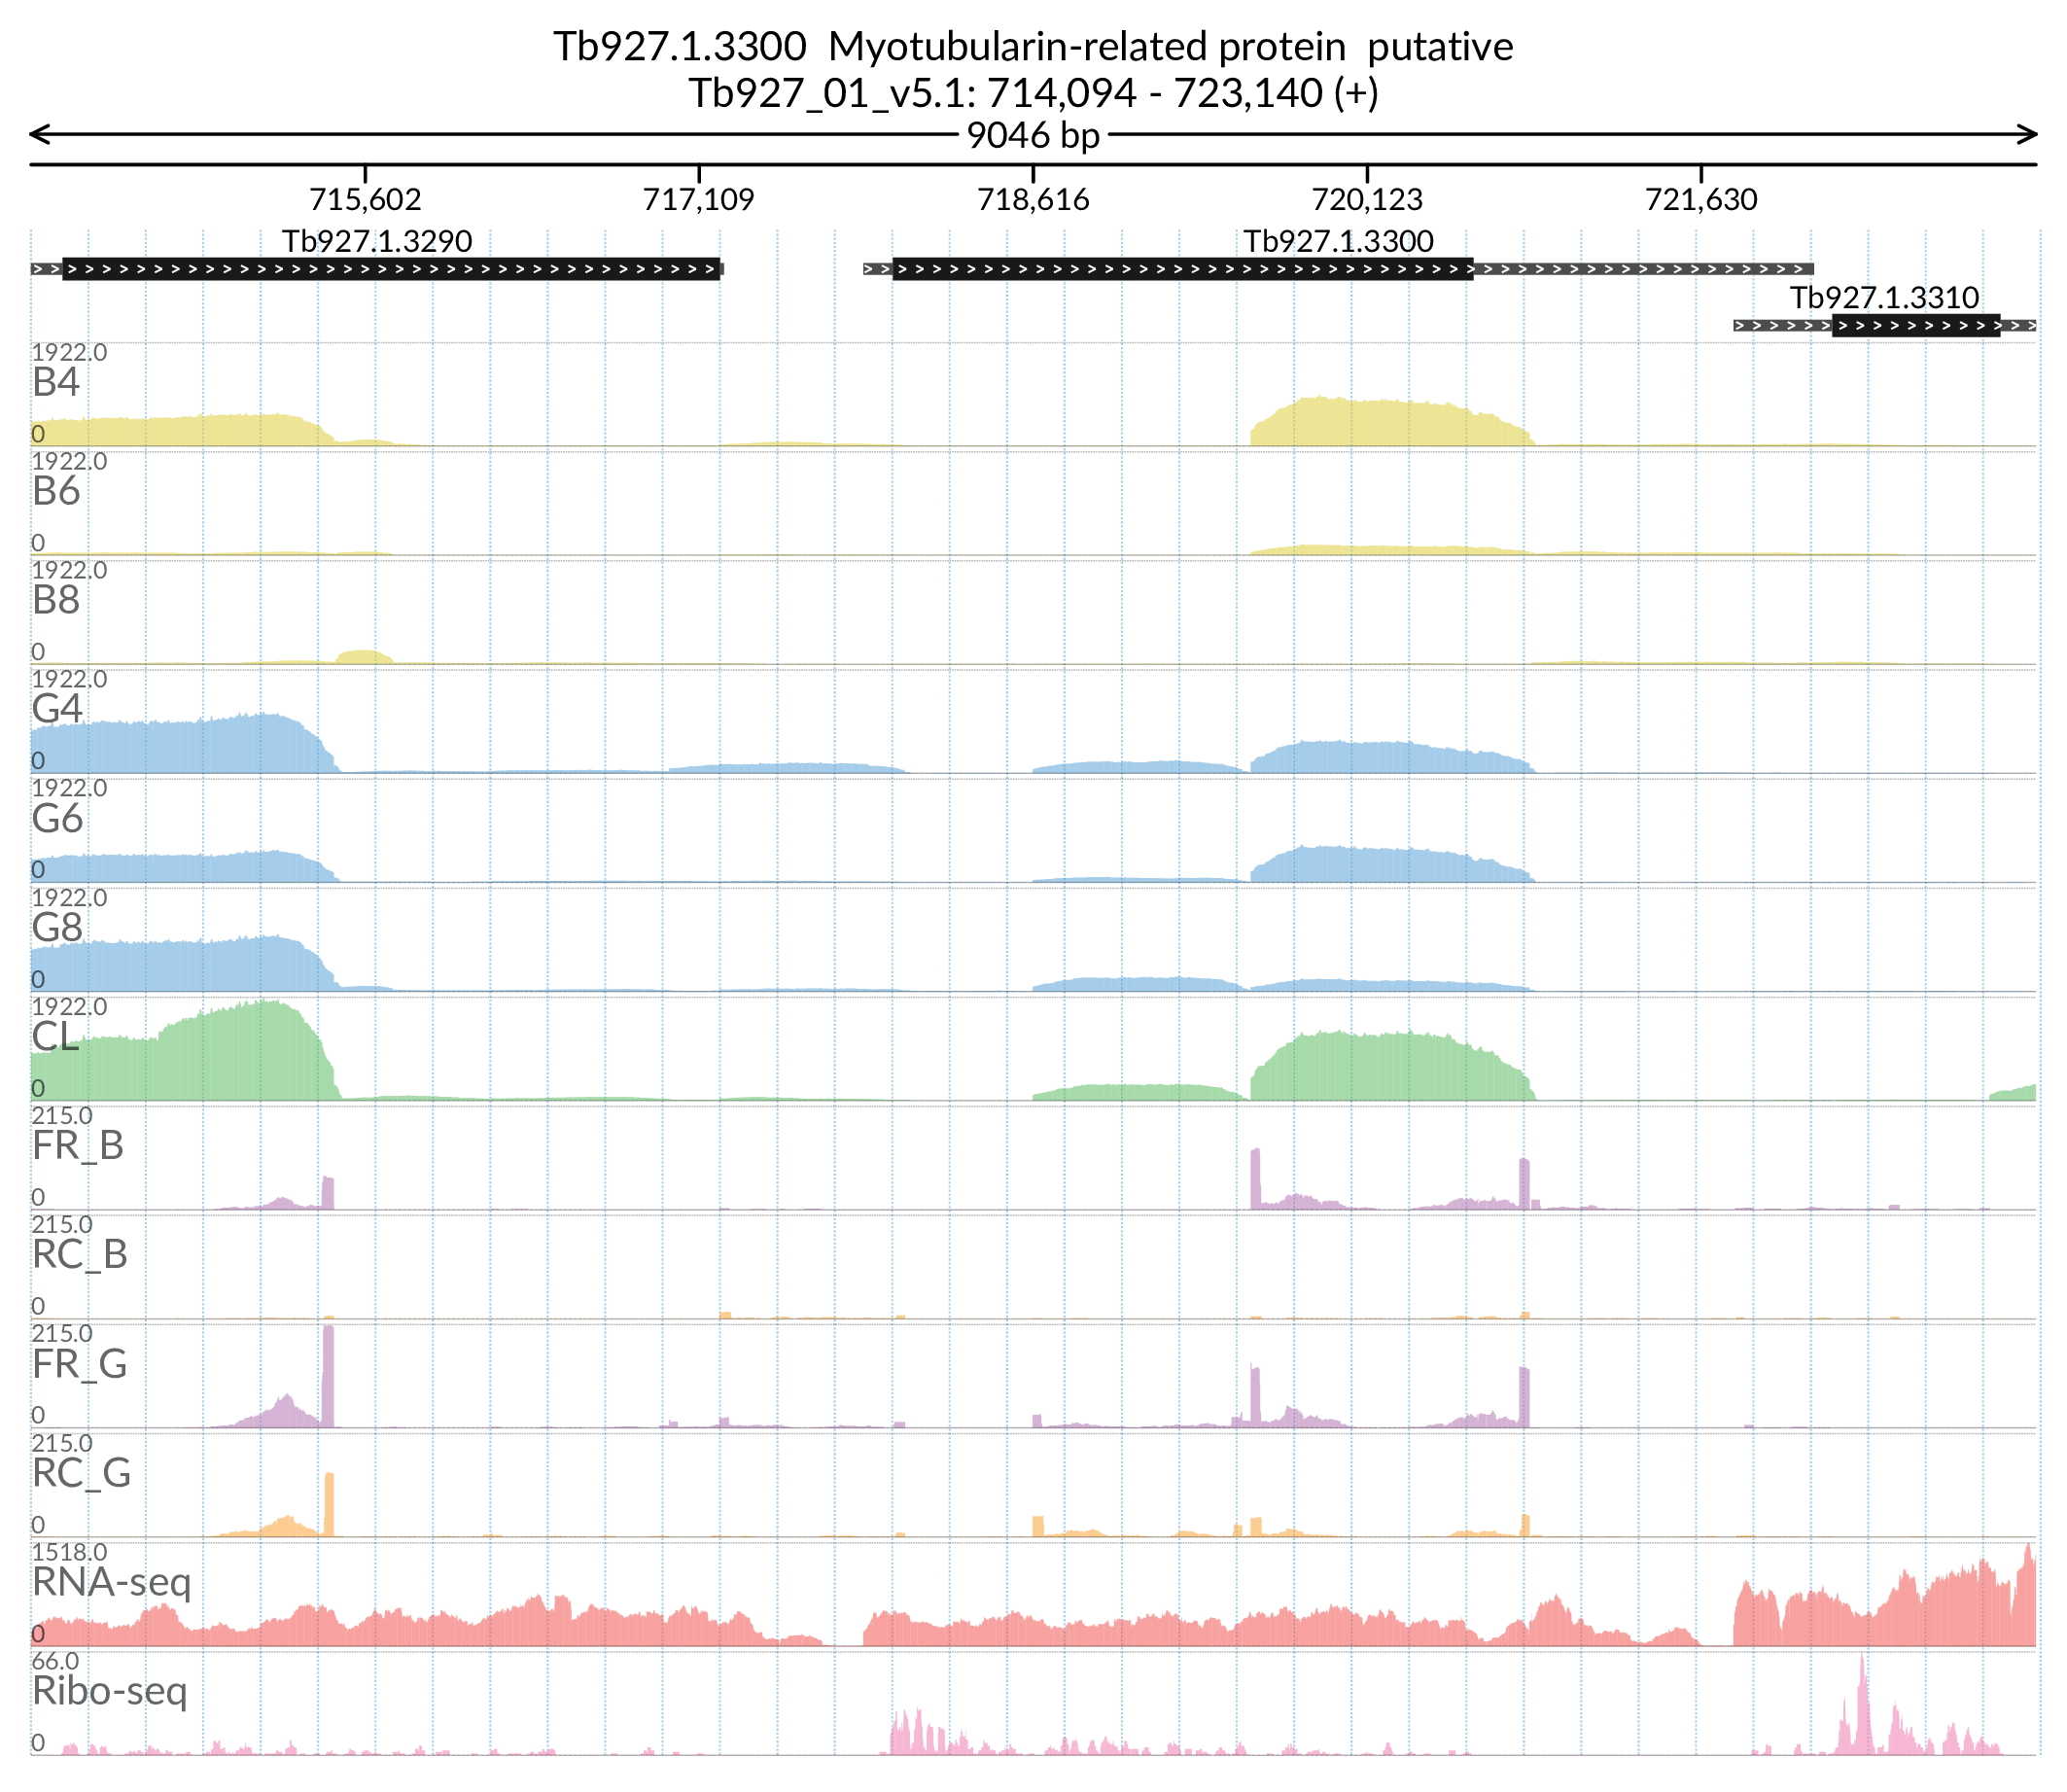 Tb927.1.3300  Myotubularin-related protein  putative
Tb927_01_v5.1: 714,094 - 723,140 (+)
9046 bp
715,602 717,109 718,616 720,123 721,630
Tb927.1.3290 Tb927.1.3300
Tb927.1.3310
1922.0
B4
0
1922.0
B6
0
1922.0
B8
0
1922.0
G4
0
1922.0
G6
0
1922.0
G8
0
1922.0
CL
0
215.0
FR_B
0
215.0
RC_B
0
215.0
FR_G
0
215.0
RC_G
0
1518.0
RNA-seq
0
66.0
Ribo-seq
0